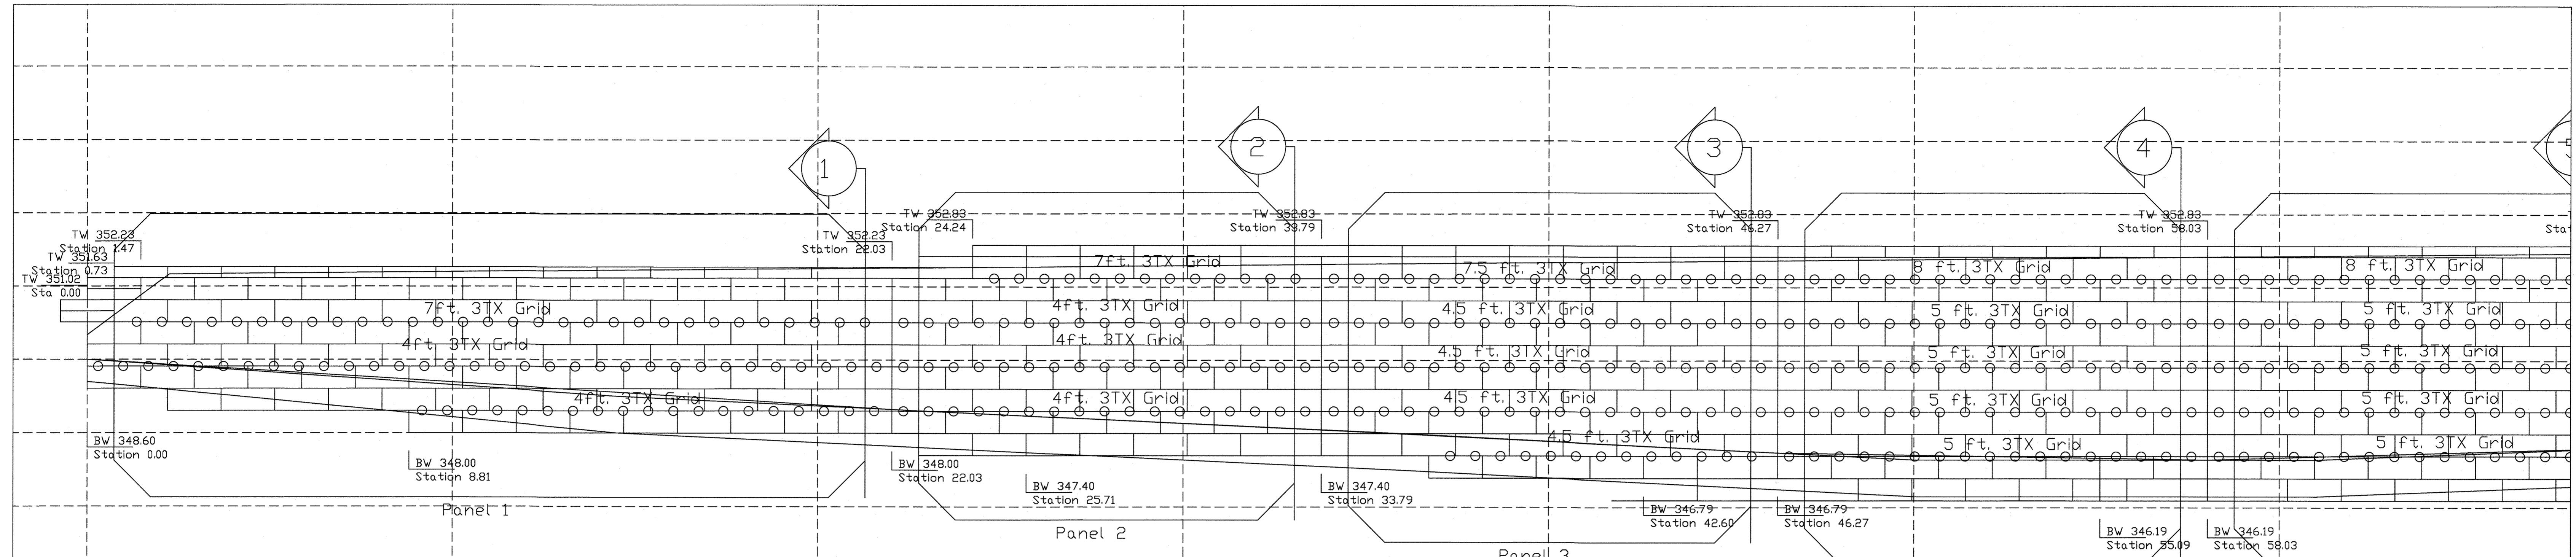 1
2
3
4
TW 352.23
Station 1.47
TW 351.63
Station 0.73
TW 351.02
Sta 0.00
TW 352.23
Station 22.03
TW 352.83
Station 24.24
TW 352.83
Station 33.79
TW 352.83
Station 46.27
TW 352.83
Station 58.03
7ft. 3TX Grid
7.5 ft. 3TX Grid
8 ft. 3TX Grid
8 ft. 3TX Grid
7ft. 3TX Grid
4ft. 3TX Grid
4.5 ft. 3TX Grid
5 ft. 3TX Grid
5 ft. 3TX Grid
4ft. 3TX Grid
4ft. 3TX Grid
4.5 ft. 3TX Grid
5 ft. 3TX Grid
5 ft. 3TX Grid
4ft. 3TX Grid
4ft. 3TX Grid
4.5 ft. 3TX Grid
5 ft. 3TX Grid
5 ft. 3TX Grid
4.5 ft. 3TX Grid
5 ft. 3TX Grid
5 ft. 3TX Grid
BW 348.60
Station 0.00
BW 348.00
Station 8.81
BW 348.00
Station 22.03
BW 347.40
Station 25.71
BW 347.40
Station 33.79
BW 346.79
Station 42.60
BW 346.79
Station 46.27
BW 346.19
Station 55.09
BW 346.19
Station 58.03
Panel 1
Panel 2
Panel 3